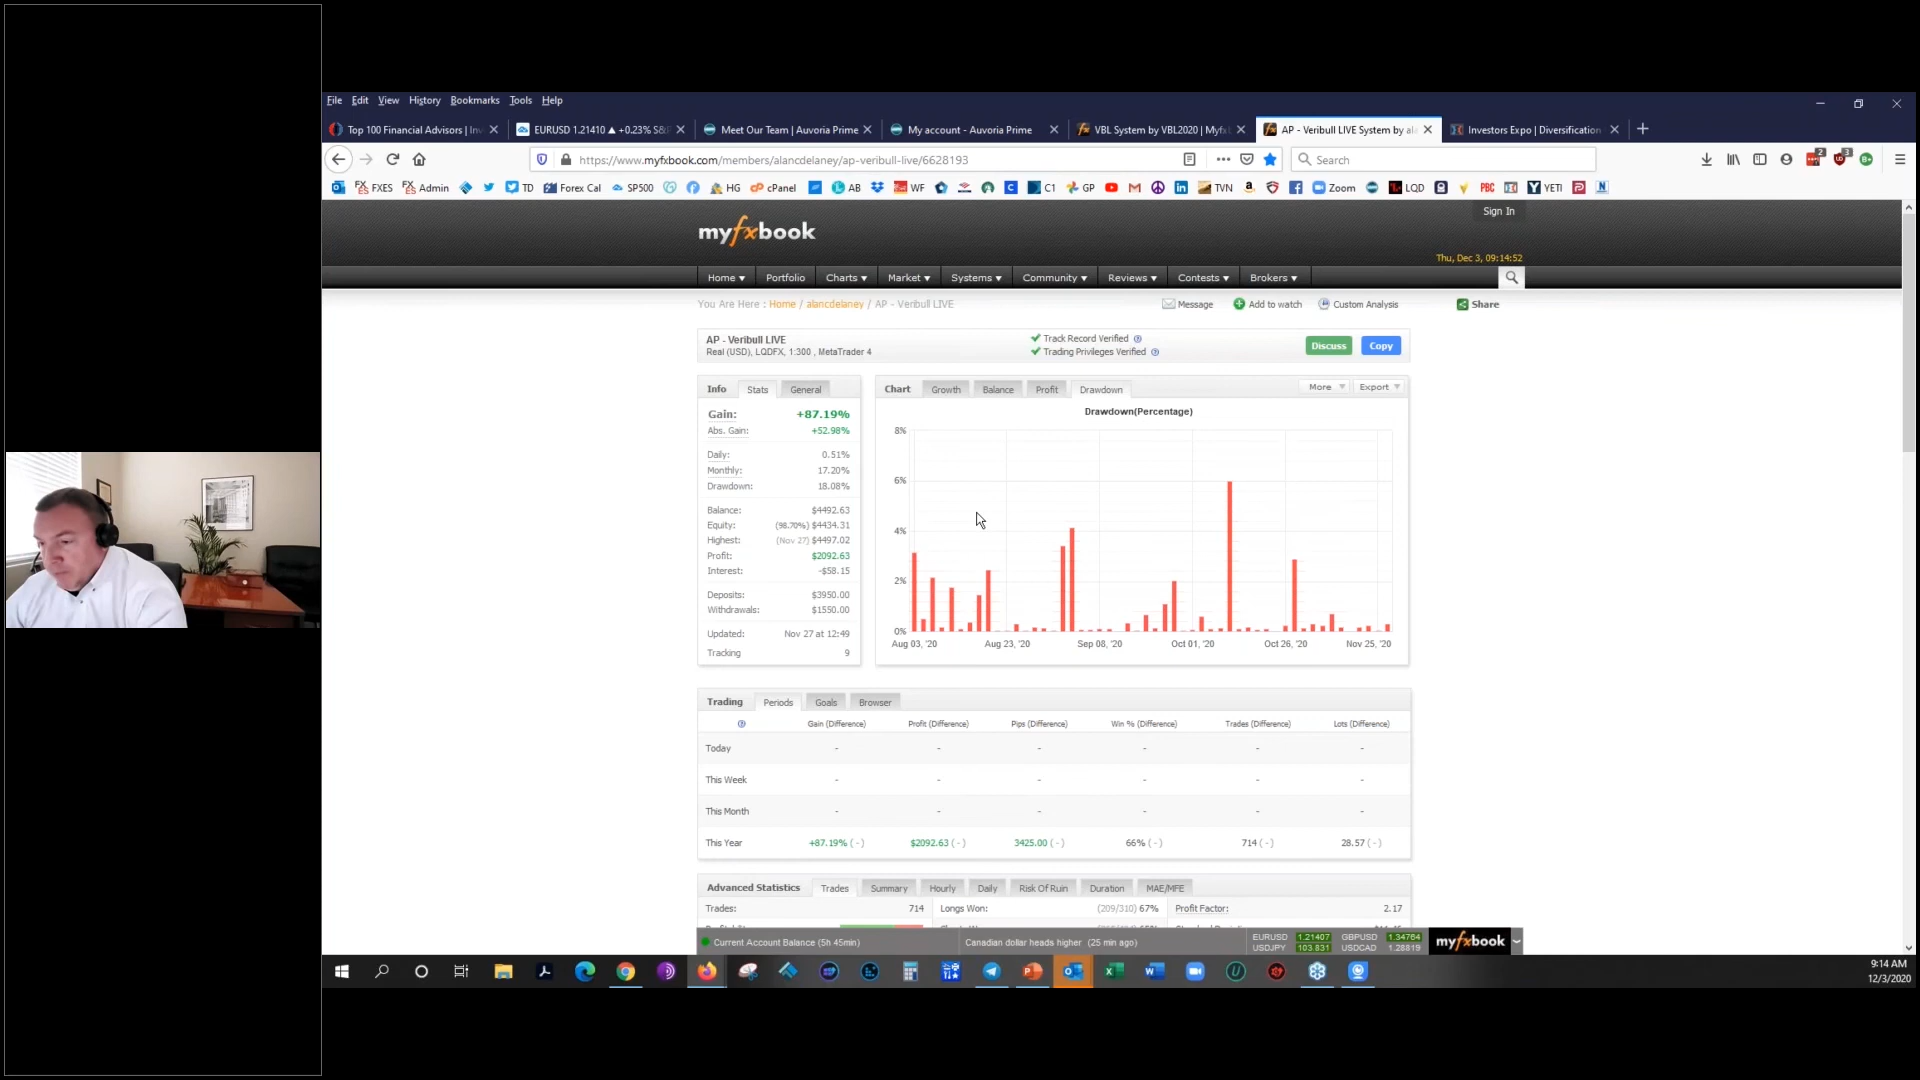 File Edit View History Bookmarks Tools Help
Top 100 Financial Advisors | Inv
EURUSD 1.21410 ▲ +0.23% S&
Meet Our Team | Auvoria Prime
My account - Auvoria Prime
VBL System by VBL2020 | Myfx
AP - Veribull LIVE System by al
Investors Expo | Diversification
https://www.myfxbook.com/members/alancdelaney/ap-veribull-live/6628193
Search
FXES Admin TD Forex Cal SP500 HG cPanel AB WF C1 GP TVN Zoom LQD PBC YETI
Sign In
myfxbook
Thu, Dec 3, 09:14:52
Home Portfolio Charts Market Systems Community Reviews Contests Brokers
You Are Here : Home / alancdelaney / AP - Veribull LIVE
Message Add to watch Custom Analysis Share
AP - Veribull LIVE
Real (USD), LQDFX, 1:300 , MetaTrader 4
Track Record Verified
Trading Privileges Verified
Discuss Copy
Info Stats General
Gain: +87.19%
Abs. Gain: +52.98%
Daily: 0.51%
Monthly: 17.20%
Drawdown: 18.08%
Balance: $4492.63
Equity: (98.70%) $4434.31
Highest: (Nov 27) $4497.02
Profit: $2092.63
Interest: -$58.15
Deposits: $3950.00
Withdrawals: $1550.00
Updated: Nov 27 at 12:49
Tracking 9
Chart Growth Balance Profit Drawdown More Export
Drawdown(Percentage)
8%
6%
4%
2%
0%
Aug 03, '20 Aug 23, '20 Sep 08, '20 Oct 01, '20 Oct 26, '20 Nov 25, '20
Trading Periods Goals Browser
Gain (Difference) Profit (Difference) Pips (Difference) Win % (Difference) Trades (Difference) Lots (Difference)
Today - - - - - -
This Week - - - - - -
This Month - - - - - -
This Year +87.19% ( - ) $2092.63 ( - ) 3425.00 ( - ) 66% ( - ) 714 ( - ) 28.57 ( - )
Advanced Statistics Trades Summary Hourly Daily Risk Of Ruin Duration MAE/MFE
Trades: 714 Longs Won: (209/310) 67% Profit Factor: 2.17
Current Account Balance (5h 45min)
Canadian dollar heads higher (25 min ago)
EURUSD 1.21407 GBPUSD 1.34764
USDJPY 103.831 USDCAD 1.28819
myfxbook
9:14 AM
12/3/2020